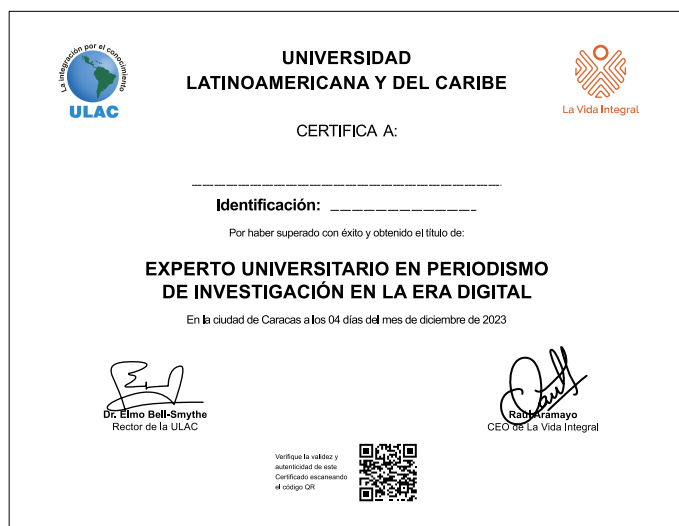 La integración por el conocimiento
ULAC
UNIVERSIDAD
LATINOAMERICANA Y DEL CARIBE
La Vida Integral
CERTIFICA A:
Identificación:
Por haber superado con éxito y obtenido el título de:
EXPERTO UNIVERSITARIO EN PERIODISMO
DE INVESTIGACIÓN EN LA ERA DIGITAL
En la ciudad de Caracas a los 04 días del mes de diciembre de 2023
Dr. Elmo Bell-Smythe
Rector de la ULAC
Raúl Aramayo
CEO de La Vida Integral
Verifique la validez y
autenticidad de este
Certificado escaneando
el código QR